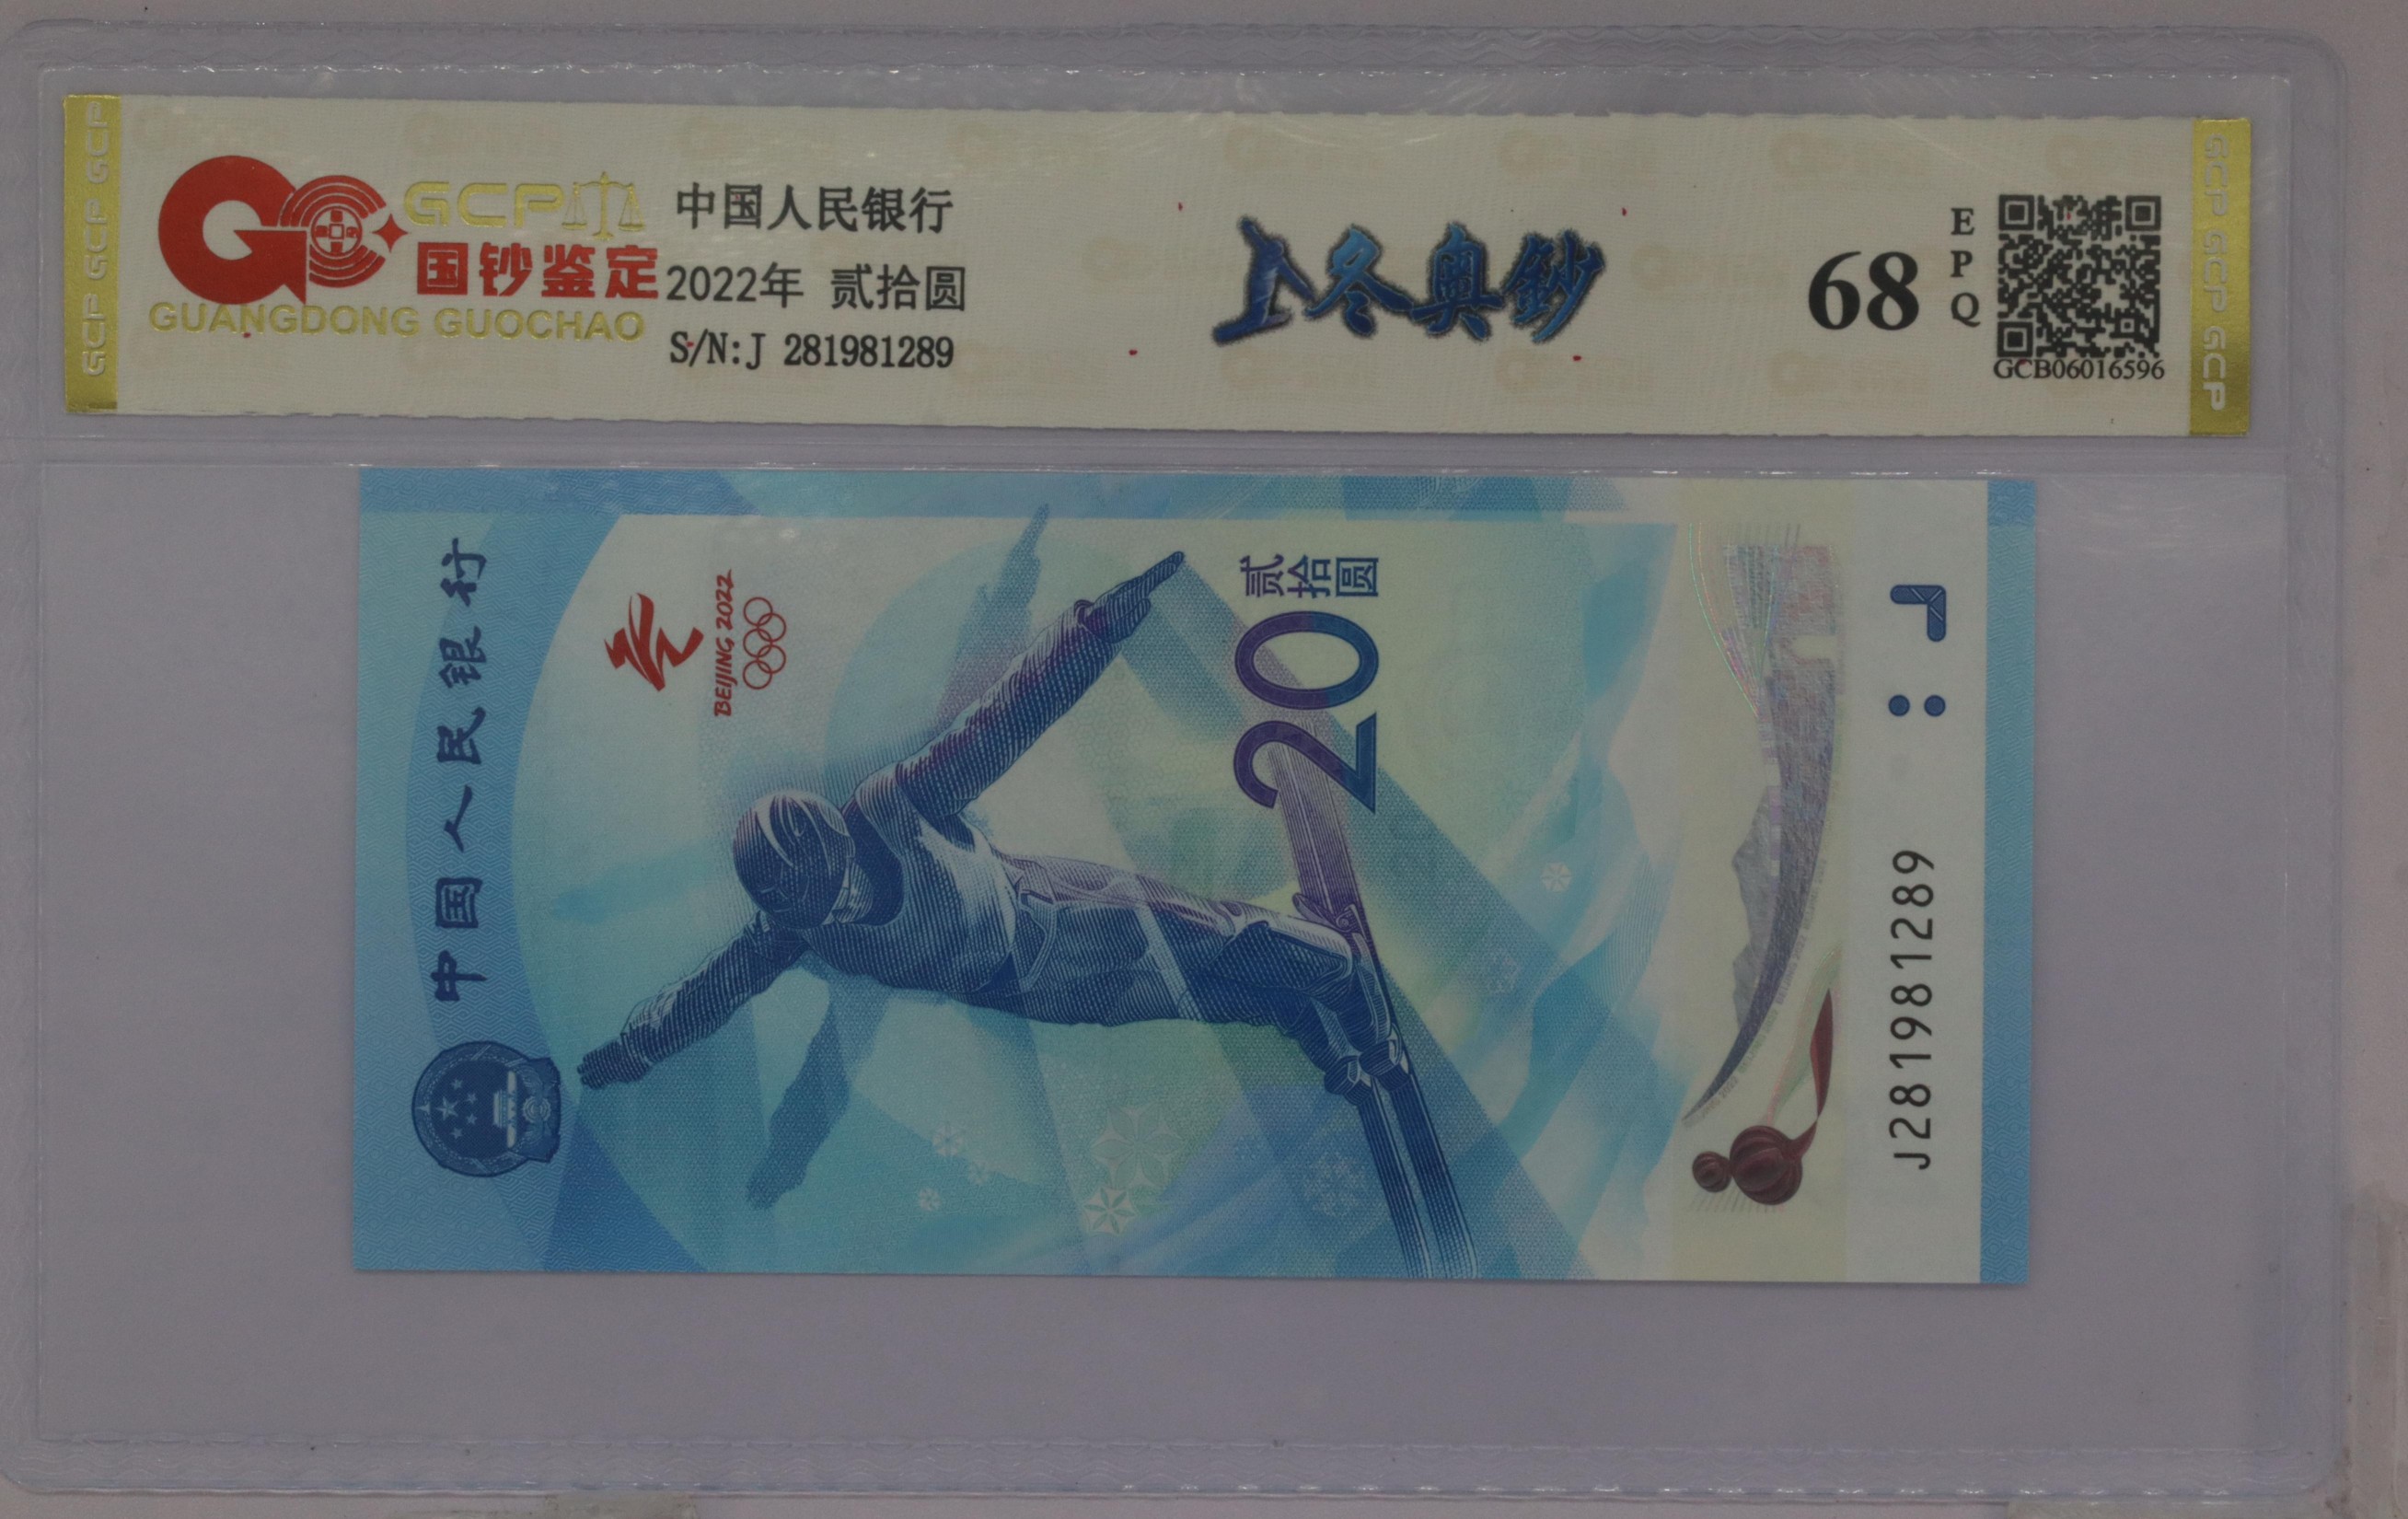 GCP GCP GCP
GCP
国钞鉴定
GUANGDONG GUOCHAO
中国人民银行
2022年 贰拾圆
S/N:J 281981289
冬奥鈔
68
EPQ
GCB06016596
GCP GCP GCP
中国人民银行
BEIJING 2022
贰拾圆
20
J281981289